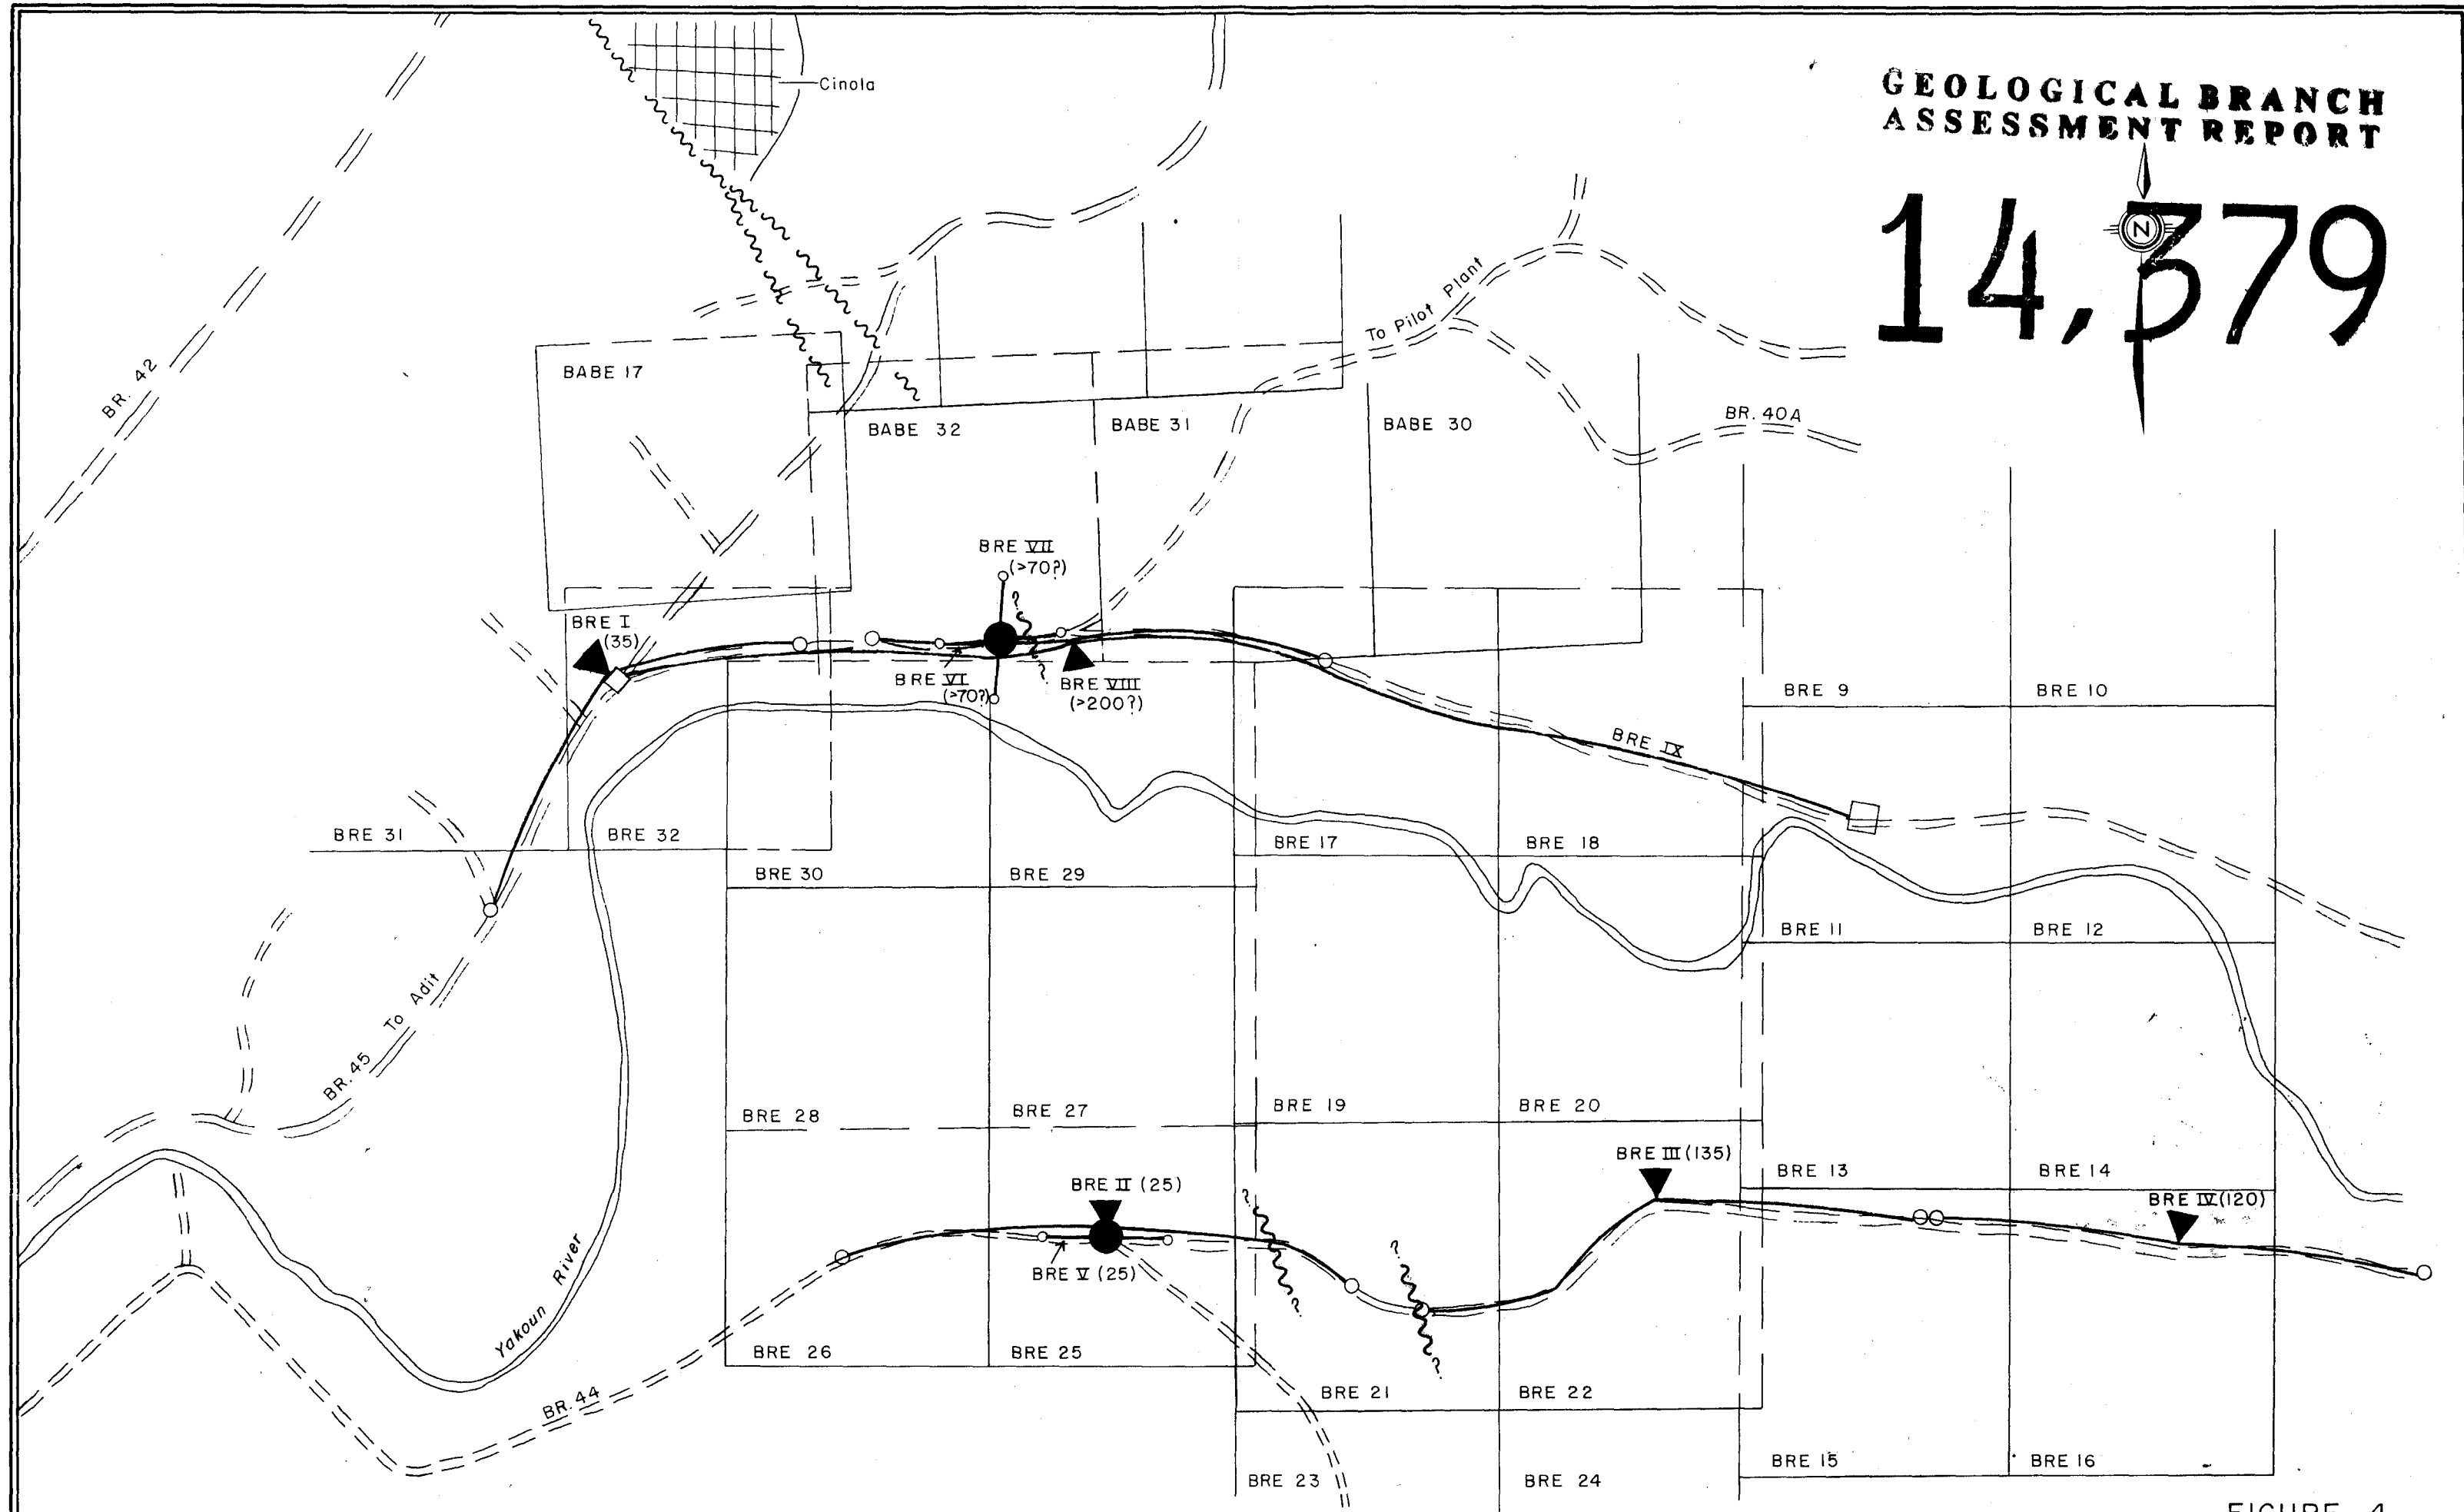 GEOLOGICAL BRANCH
ASSESSMENT REPORT
14,379
N
Cinola
BR. 42
To Pilot Plant
BR. 40A
BABE 17
BABE 32
BABE 31
BABE 30
BRE VII
(>70?)
?
BRE I
(35)
BRE VI
(>70?)
?
BRE VIII
(>200?)
BRE 9
BRE 10
BRE IX
BRE 31
BRE 32
BRE 17
BRE 18
BRE 30
BRE 29
BRE 11
BRE 12
To Adit
BR. 45
BRE 28
BRE 27
BRE 19
BRE 20
BRE III (135)
BRE 13
BRE 14
BRE II (25)
?
BRE IV (120)
?
BRE V (25)
?
Yakoun River
BRE 26
BRE 25
?
BR. 44
BRE 21
BRE 22
BRE 15
BRE 16
BRE 23
BRE 24